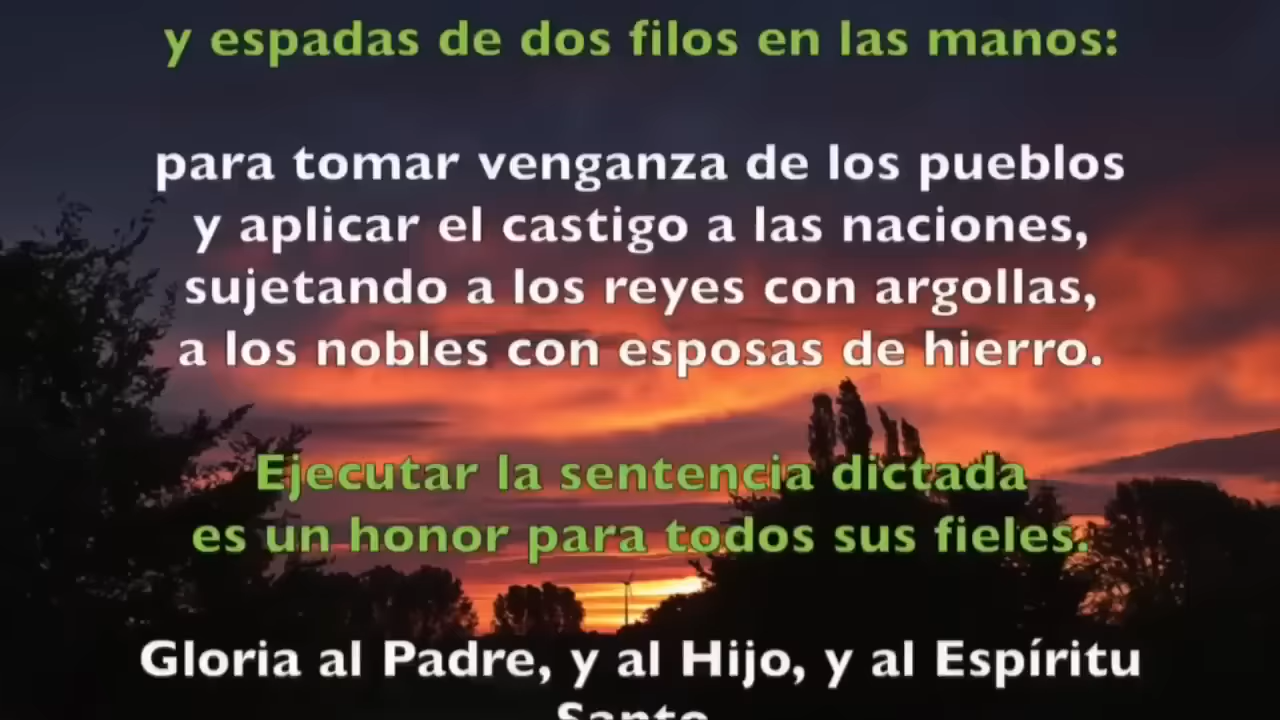 y espadas de dos filos en las manos:
para tomar venganza de los pueblos
y aplicar el castigo a las naciones,
sujetando a los reyes con argollas,
a los nobles con esposas de hierro.
Ejecutar la sentencia dictada
es un honor para todos sus fieles.
Gloria al Padre, y al Hijo, y al Espíritu
Santo